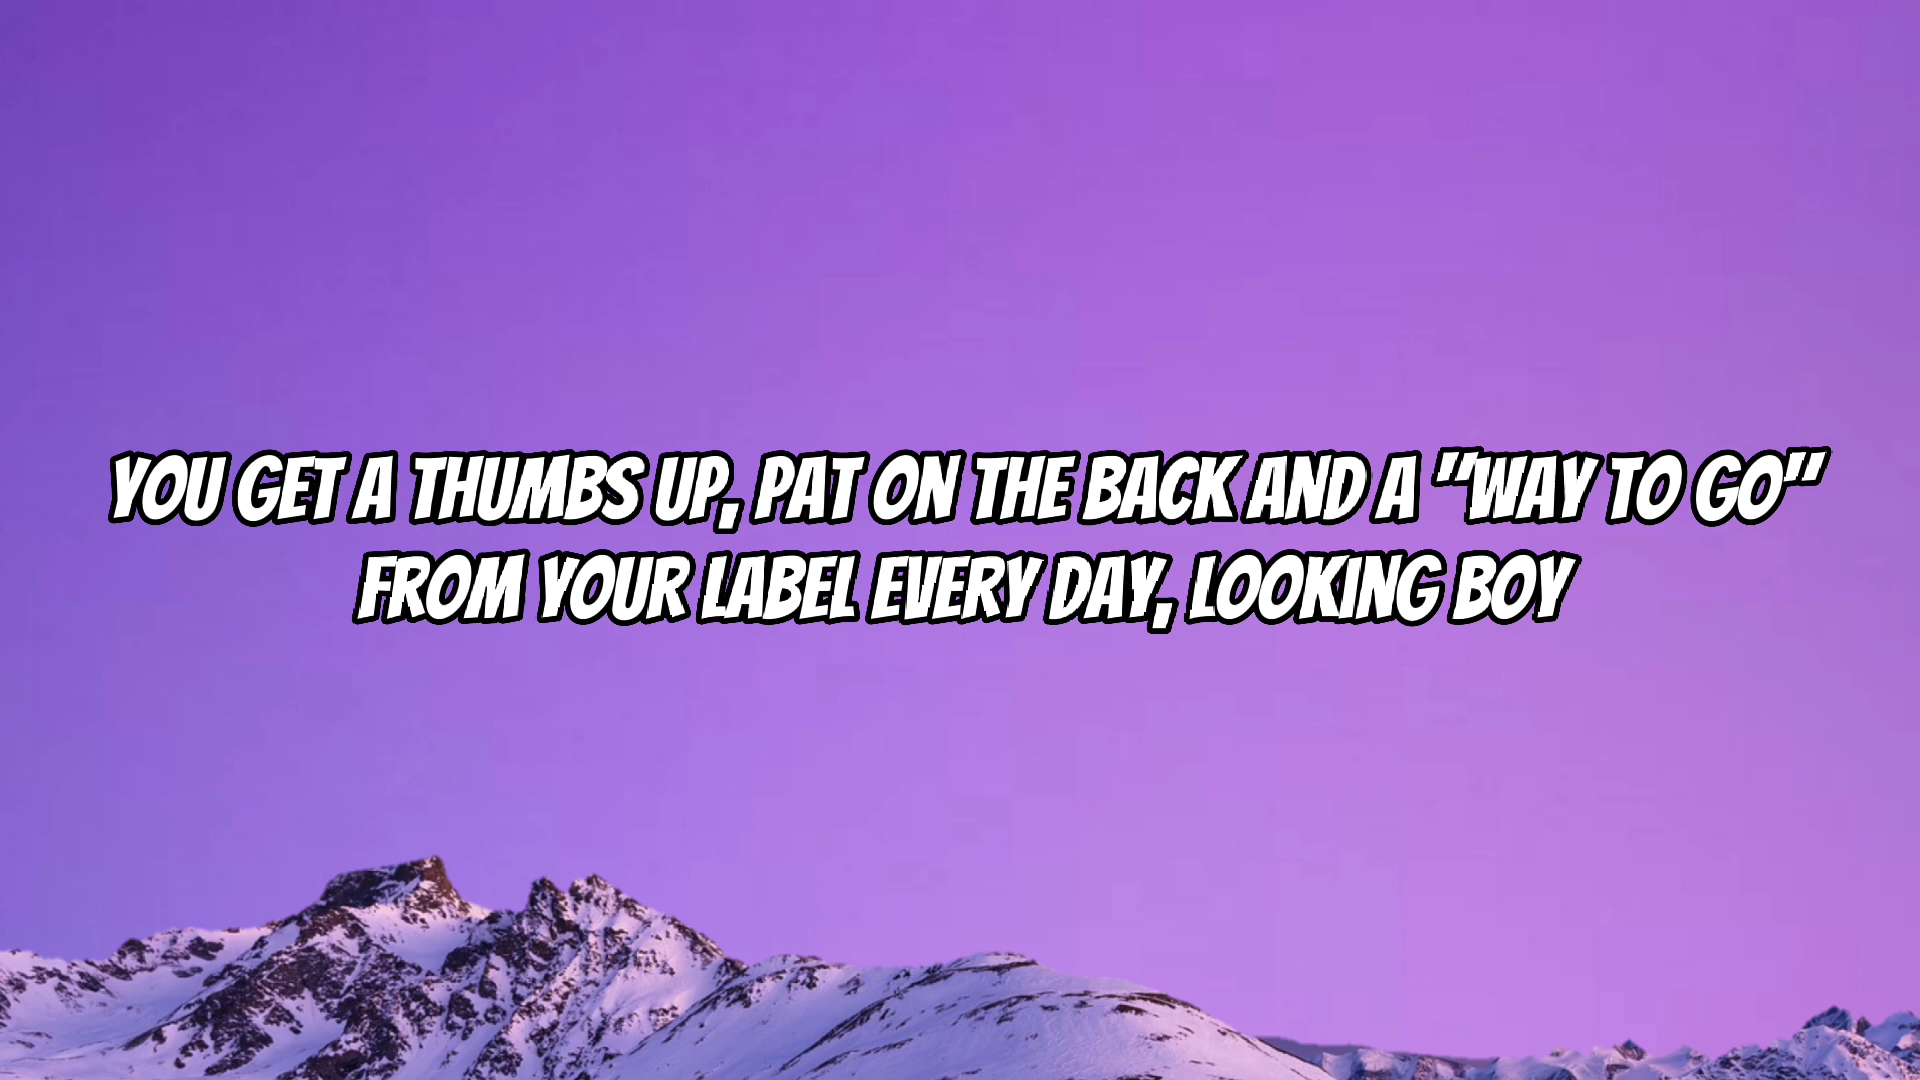 YOU GET A THUMBS UP, PAT ON THE BACK AND A "WAY TO GO"
FROM YOUR LABEL EVERY DAY, LOOKING BOY